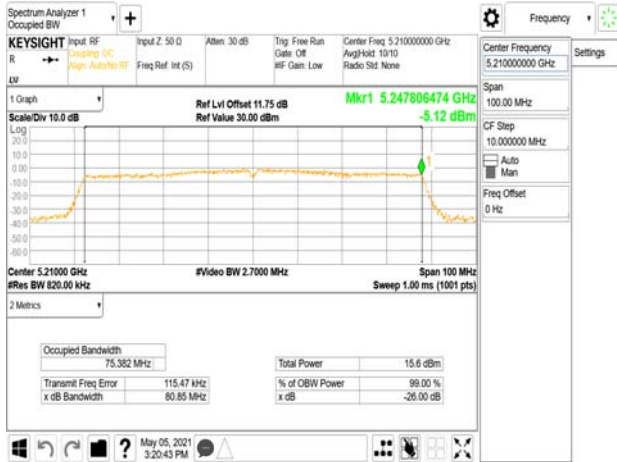 Spectrum Analyzer 1
Occupied BW
Frequency
KEYSIGHT
Input: RF
Coupling: DC
Align: Auto/No RF
Input Z: 50 Ω
Freq Ref: Int (S)
Atten: 30 dB
Trig: Free Run
Gate: Off
#IF Gain: Low
Center Freq: 5.210000000 GHz
Avg|Hold: 10/10
Radio Std: None
R
LV
Center Frequency
5.210000000 GHz
Settings
Span
100.00 MHz
CF Step
10.000000 MHz
Auto
Man
Freq Offset
0 Hz
1 Graph
Scale/Div 10.0 dB
Ref Lvl Offset 11.75 dB
Ref Value 30.00 dBm
Mkr1 5.247806474 GHz
-5.12 dBm
Log
20.0
10.0
0.00
-10.0
-20.0
-30.0
-40.0
-50.0
-60.0
1
Center 5.21000 GHz
#Res BW 820.00 kHz
#Video BW 2.7000 MHz
Span 100 MHz
Sweep 1.00 ms (1001 pts)
2 Metrics
Occupied Bandwidth
75.382 MHz
Transmit Freq Error 115.47 kHz
x dB Bandwidth 80.85 MHz
Total Power 15.6 dBm
% of OBW Power 99.00 %
x dB -26.00 dB
May 05, 2021
3:20:43 PM